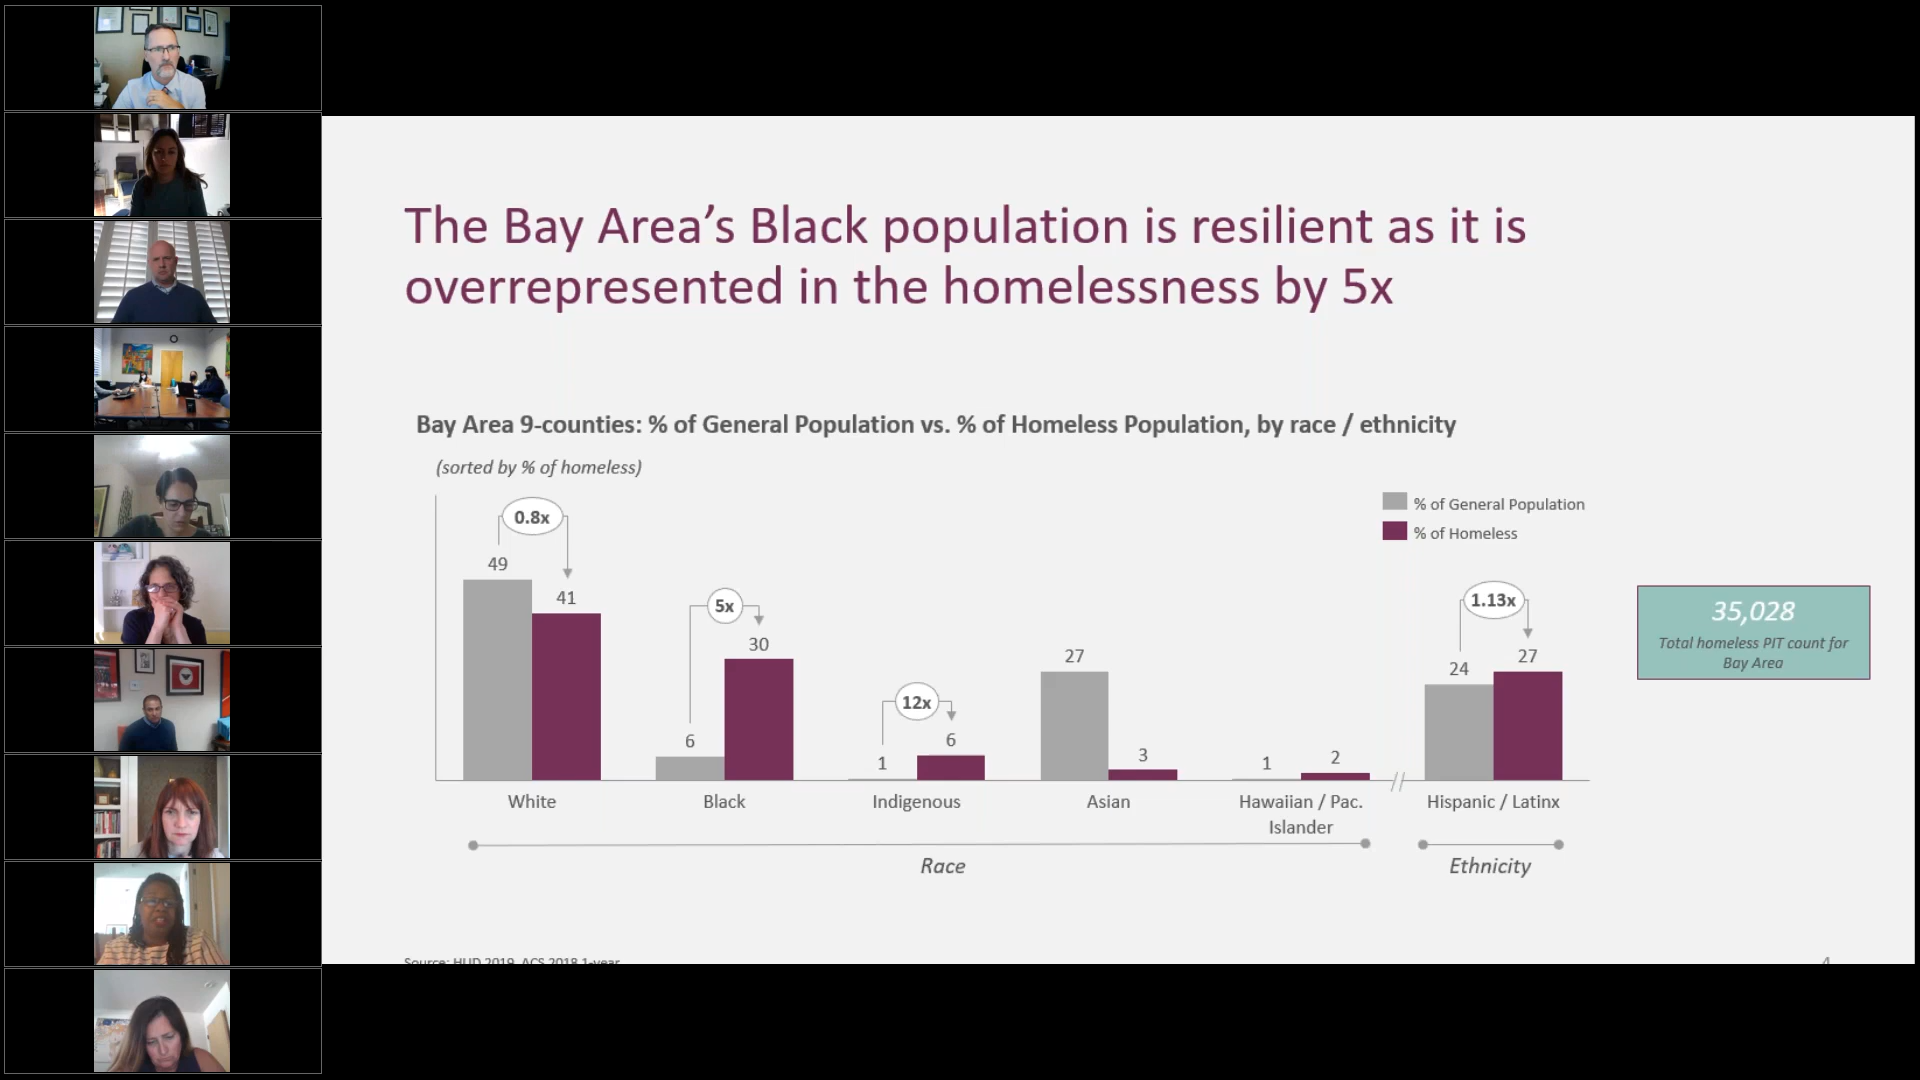 The Bay Area’s Black population is resilient as it is
overrepresented in the homelessness by 5x
Bay Area 9-counties: % of General Population vs. % of Homeless Population, by race / ethnicity
(sorted by % of homeless)
% of General Population
% of Homeless
0.8x
49
41
5x
6
30
12x
1
6
27
3
1
2
1.13x
24
27
35,028
Total homeless PIT count for
Bay Area
White
Black
Indigenous
Asian
Hawaiian / Pac.
Islander
Hispanic / Latinx
Race
Ethnicity
Source: HUD 2019, ACS 2018 1-year
4